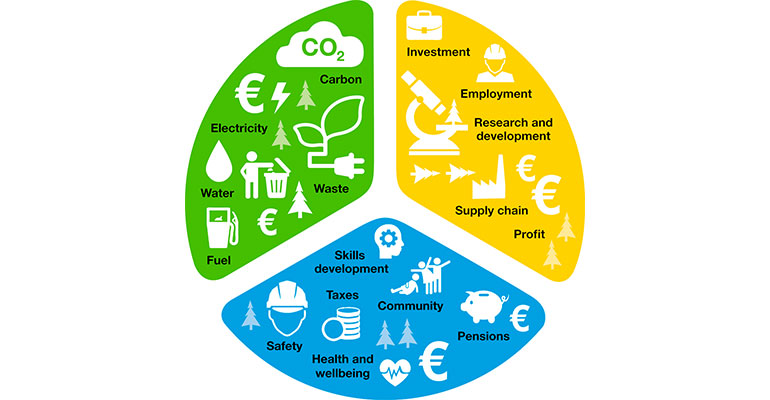 CO₂
Carbon
€
Electricity
Water
Waste
€
Fuel
Investment
Employment
Research and
development
€
€
Supply chain
Profit
Skills
development
Taxes
Community
Safety
Pensions
€
Health and
wellbeing
€